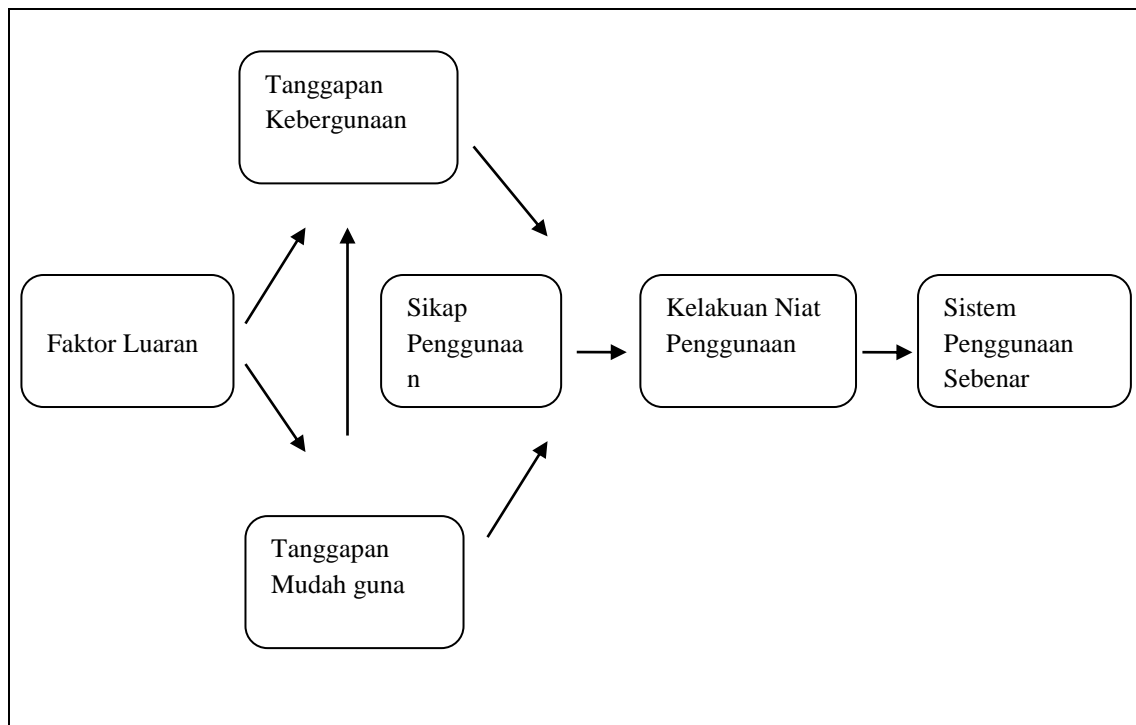 Tanggapan
Kebergunaan
Faktor Luaran
Sikap
Penggunaa
n
Kelakuan Niat
Penggunaan
Sistem
Penggunaan
Sebenar
Tanggapan
Mudah guna